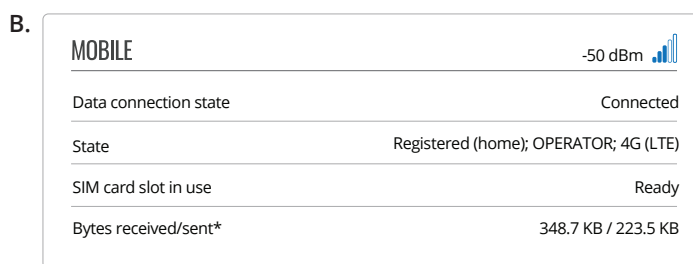 B.
MOBILE -50 dBm
Data connection state Connected
State Registered (home); OPERATOR; 4G (LTE)
SIM card slot in use Ready
Bytes received/sent* 348.7 KB / 223.5 KB